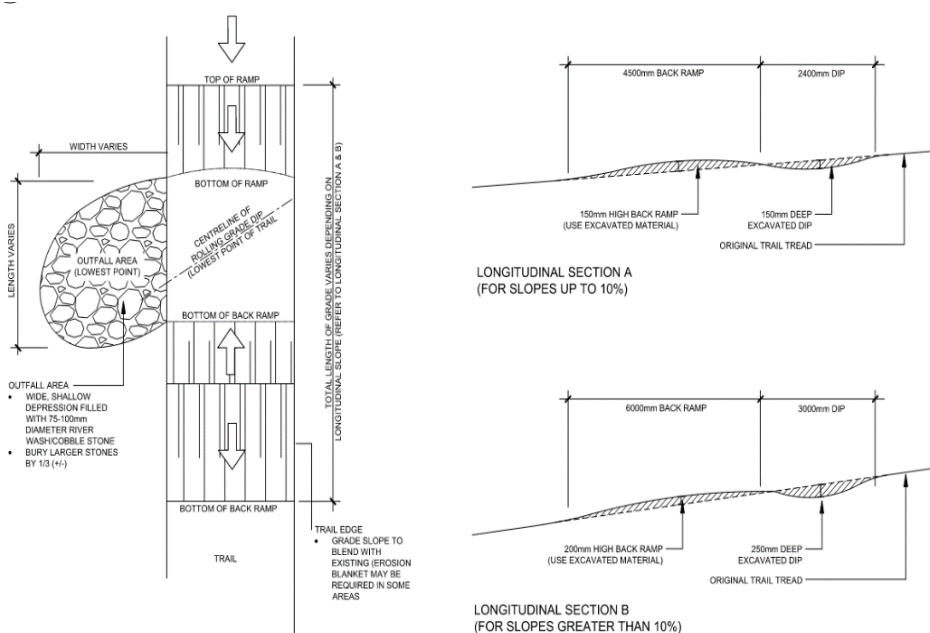 TOP OF RAMP
WIDTH VARIES
BOTTOM OF RAMP
LENGTH VARIES
CENTRELINE OF
ROLLING GRADE DIP
(LOWEST POINT OF TRAIL)
OUTFALL AREA
(LOWEST POINT)
BOTTOM OF BACK RAMP
TOTAL LENGTH OF GRADE VARIES DEPENDING ON
LONGITUDINAL SLOPE (REFER TO LONGITUDINAL SECTION A & B)
OUTFALL AREA
• WIDE, SHALLOW
DEPRESSION FILLED
WITH 75-100mm
DIAMETER RIVER
WASH/COBBLE STONE
• BURY LARGER STONES
BY 1/3 (+/-)
BOTTOM OF BACK RAMP
TRAIL
TRAIL EDGE
• GRADE SLOPE TO
BLEND WITH
EXISTING (EROSION
BLANKET MAY BE
REQUIRED IN SOME
AREAS
4500mm BACK RAMP
2400mm DIP
150mm HIGH BACK RAMP
(USE EXCAVATED MATERIAL)
150mm DEEP
EXCAVATED DIP
ORIGINAL TRAIL TREAD
LONGITUDINAL SECTION A
(FOR SLOPES UP TO 10%)
6000mm BACK RAMP
3000mm DIP
200mm HIGH BACK RAMP
(USE EXCAVATED MATERIAL)
250mm DEEP
EXCAVATED DIP
ORIGINAL TRAIL TREAD
LONGITUDINAL SECTION B
(FOR SLOPES GREATER THAN 10%)